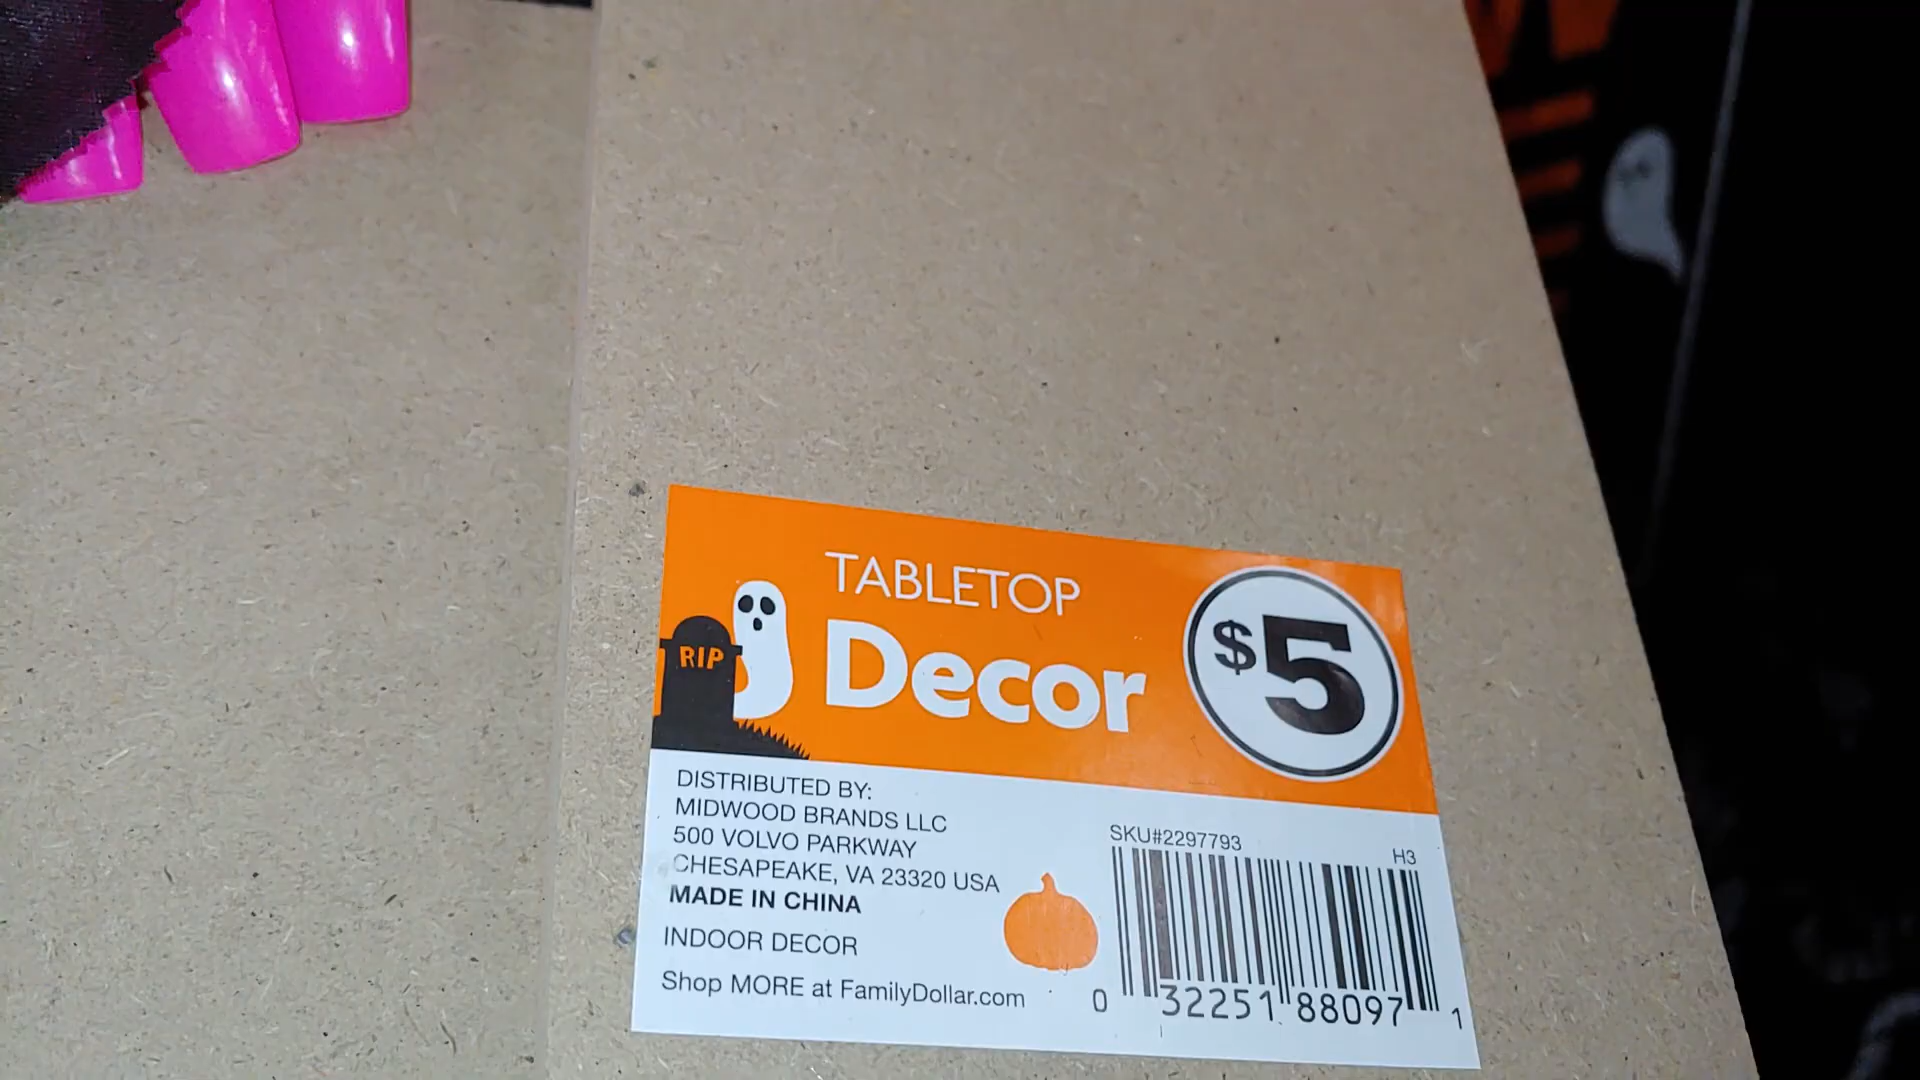 TABLETOP
Decor
$5
RIP
DISTRIBUTED BY:
MIDWOOD BRANDS LLC
500 VOLVO PARKWAY
CHESAPEAKE, VA 23320 USA
MADE IN CHINA
INDOOR DECOR
Shop MORE at FamilyDollar.com
SKU#2297793
H3
0 32251 88097 1